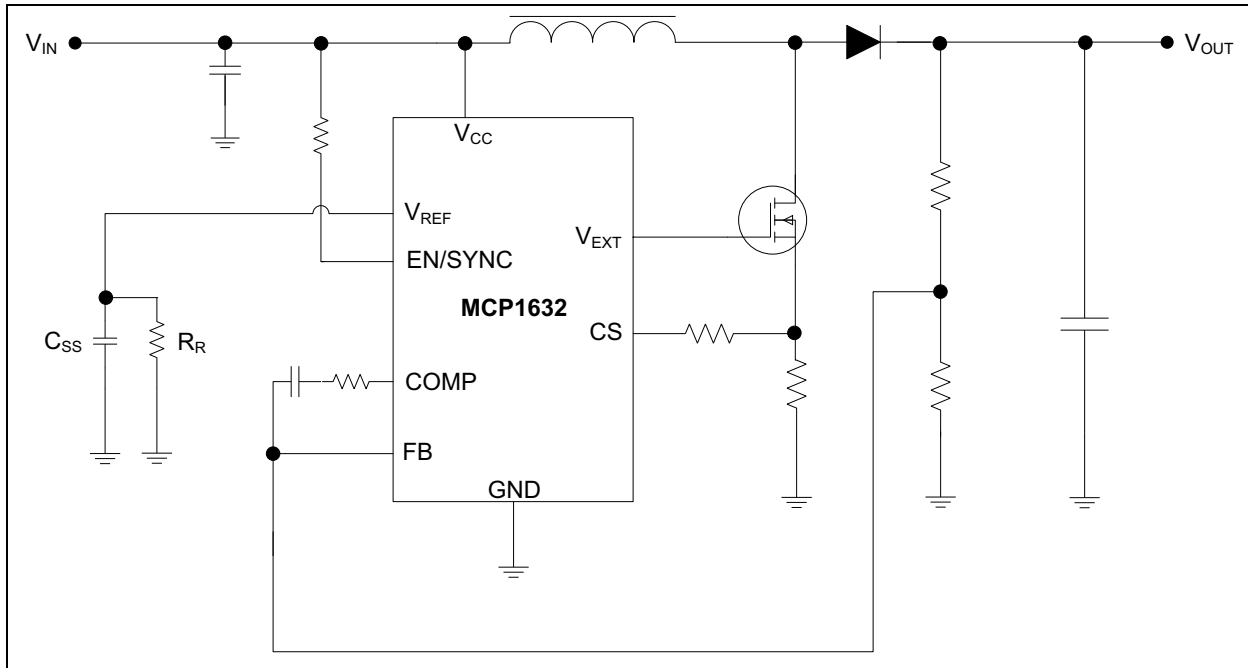 VIN
VOUT
VCC
VREF
VEXT
EN/SYNC
MCP1632
CS
CSS
RR
COMP
FB
GND